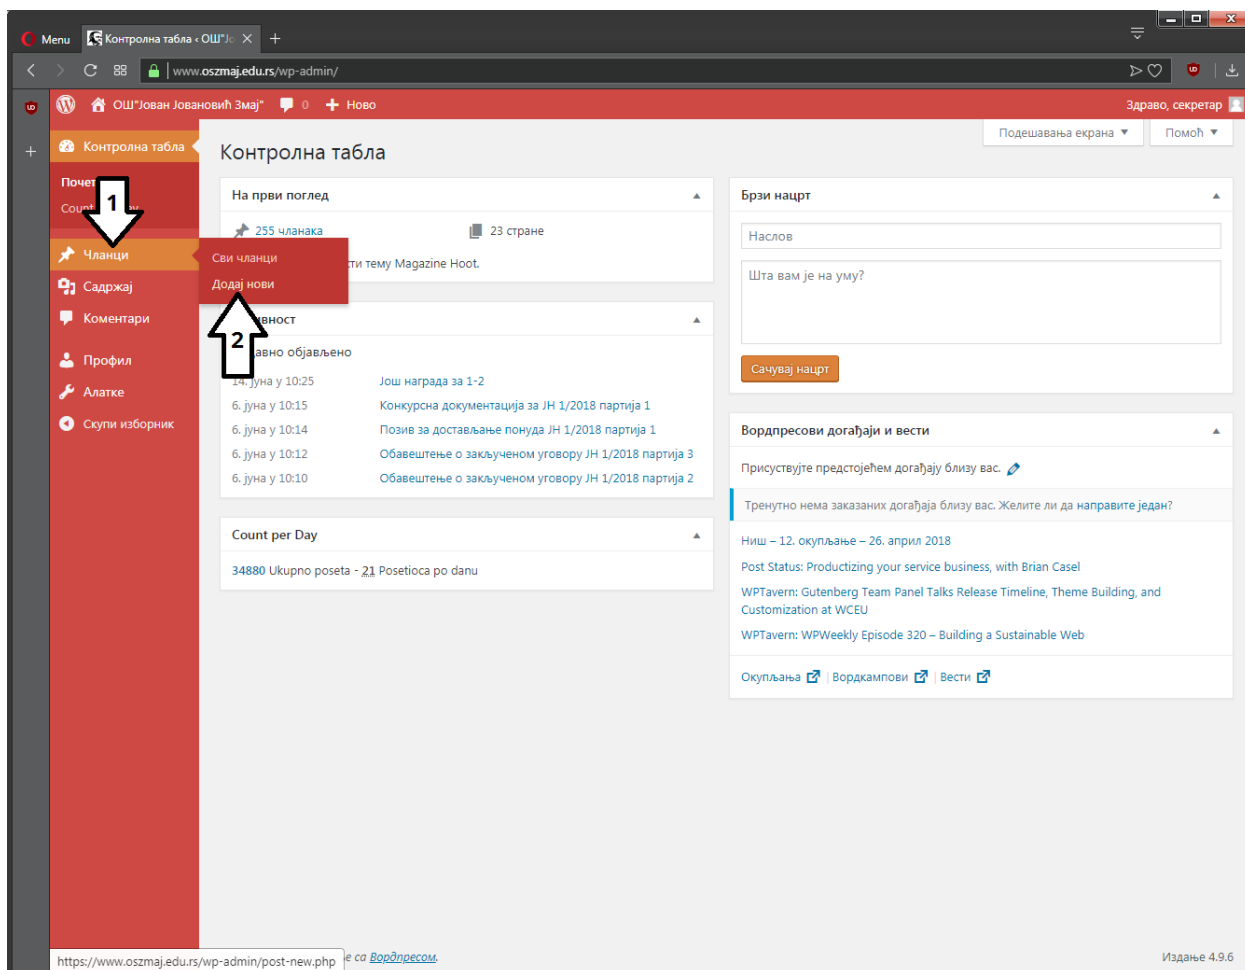 Menu
Контролна табла ‹ ОШ"Јо
www.oszmaj.edu.rs/wp-admin/
ОШ"Јован Јовановић Змај"
0
Ново
Здраво, секретар
Контролна табла
Подешавања екрана
Помоћ
Контролна табла
1
Чланци
Сви чланци
Додај нови
Садржај
Коментари
Профил
Алатке
Скупи изборник
2
На први поглед
255 чланака
23 стране
тему Magazine Hoot.
објављено
14. јуна у 10:25
Још награда за 1-2
6. јуна у 10:15
Конкурсна документација за ЈН 1/2018 партија 1
6. јуна у 10:14
Позив за достављање понуда ЈН 1/2018 партија 1
6. јуна у 10:12
Обавештење о закљученом уговору ЈН 1/2018 партија 3
6. јуна у 10:10
Обавештење о закљученом уговору ЈН 1/2018 партија 2
Count per Day
34880 Ukupno poseta - 21 Posetioca po danu
Брзи нацрт
Наслов
Шта вам је на уму?
Сачувај нацрт
Вордпресови догађаји и вести
Присуствујте предстојећем догађају близу вас.
Тренутно нема заказаних догађаја близу вас. Желите ли да направите један?
Ниш – 12. окупљање – 26. април 2018
Post Status: Productizing your service business, with Brian Casel
WPTavern: Gutenberg Team Panel Talks Release Timeline, Theme Building, and
Customization at WCEU
WPTavern: WPWeekly Episode 320 – Building a Sustainable Web
Окупљања | Вордкампови | Вести
са Вордпресом.
Издање 4.9.6
https://www.oszmaj.edu.rs/wp-admin/post-new.php